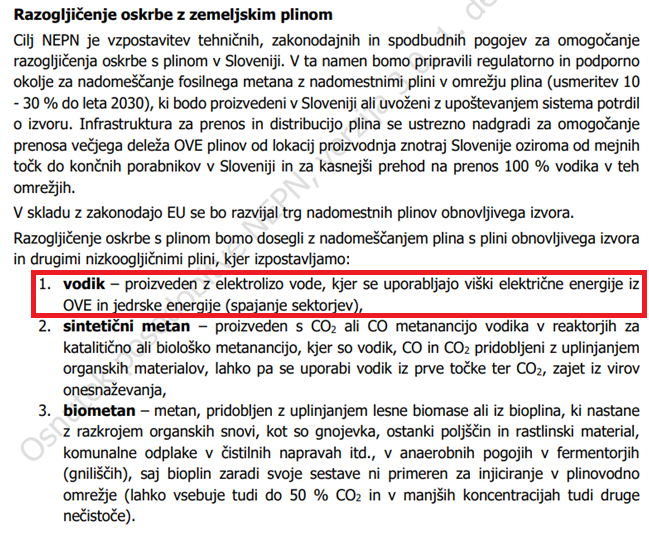 Razogljičenje oskrbe z zemeljskim plinom
Cilj NEPN je vzpostavitev tehničnih, zakonodajnih in spodbudnih pogojev za omogočanje
razogljičenja oskrbe s plinom v Sloveniji. V ta namen bomo pripravili regulatorno in podporno
okolje za nadomeščanje fosilnega metana z nadomestnimi plini v omrežju plina (usmeritev 10
- 30 % do leta 2030), ki bodo proizvedeni v Sloveniji ali uvoženi z upoštevanjem sistema potrdil
o izvoru. Infrastruktura za prenos in distribucijo plina se ustrezno nadgradi za omogočanje
prenosa večjega deleža OVE plinov od lokacij proizvodnja znotraj Slovenije oziroma od mejnih
točk do končnih porabnikov v Sloveniji in za kasnejši prehod na prenos 100 % vodika v teh
omrežjih.
V skladu z zakonodajo EU se bo razvijal trg nadomestnih plinov obnovljivega izvora.
Razogljičenje oskrbe s plinom bomo dosegli z nadomeščanjem plina s plini obnovljivega izvora
in drugimi nizkoogljičnimi plini, kjer izpostavljamo:
1. vodik – proizveden z elektrolizo vode, kjer se uporabljajo viški električne energije iz
OVE in jedrske energije (spajanje sektorjev),
2. sintetični metan – proizveden s CO₂ ali CO metanancijo vodika v reaktorjih za
katalitično ali biološko metanancijo, kjer so vodik, CO in CO₂ pridobljeni z uplinjanjem
organskih materialov, lahko pa se uporabi vodik iz prve točke ter CO₂, zajet iz virov
onesnaževanja,
3. biometan – metan, pridobljen z uplinjanjem lesne biomase ali iz bioplina, ki nastane
z razkrojem organskih snovi, kot so gnojevka, ostanki poljščin in rastlinski material,
komunalne odplake v čistilnih napravah itd., v anaerobnih pogojih v fermentorjih
(gniliščih), saj bioplin zaradi svoje sestave ni primeren za injiciranje v plinovodno
omrežje (lahko vsebuje tudi do 50 % CO₂ in v manjših koncentracijah tudi druge
nečistoče).